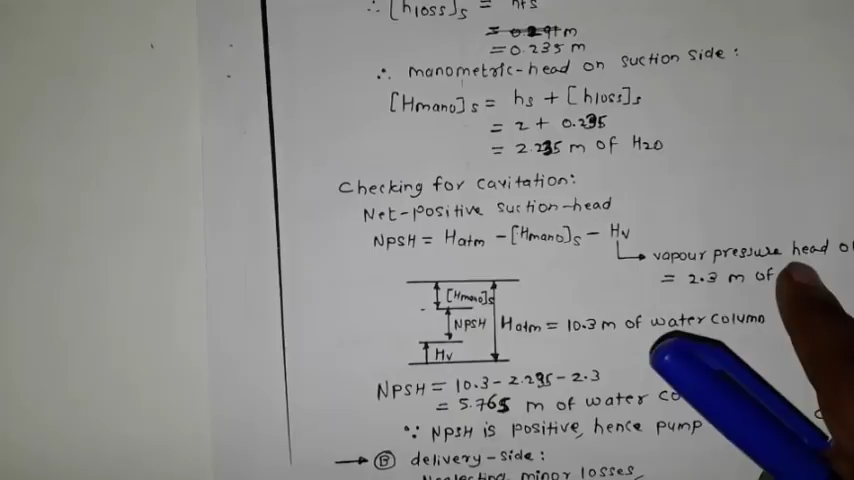 ∴ [hloss]s = hfs
= 0.235 m
∴ manometric-head on suction side:
[Hmano]s = hs + [hloss]s
= 2 + 0.235
= 2.235 m of H2O
Checking for cavitation:
Net-positive suction-head
NPSH = Hatm - [Hmano]s - Hv
vapour pressure head
= 2.3 m of
[Hmano]s
NPSH
Hatm = 10.3 m of water column
Hv
NPSH = 10.3 - 2.235 - 2.3
= 5.765 m of water
∵ NPSH is positive, hence pump
→ B delivery-side:
Neglecting minor losses,